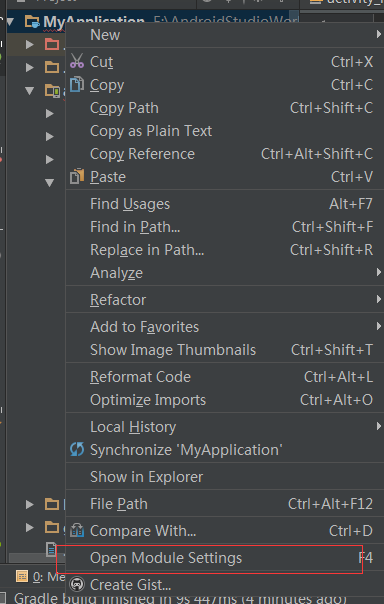 Project
activity_
MyApplication E:\AndroidStudioWor
New
Cut Ctrl+X
Copy Ctrl+C
Copy Path Ctrl+Shift+C
Copy as Plain Text
Copy Reference Ctrl+Alt+Shift+C
Paste Ctrl+V
Find Usages Alt+F7
Find in Path... Ctrl+Shift+F
Replace in Path... Ctrl+Shift+R
Analyze
Refactor
Add to Favorites
Show Image Thumbnails Ctrl+Shift+T
Reformat Code Ctrl+Alt+L
Optimize Imports Ctrl+Alt+O
Local History
Synchronize 'MyApplication'
Show in Explorer
File Path Ctrl+Alt+F12
Compare With... Ctrl+D
Open Module Settings F4
0: Me
Create Gist...
Gradle build finished in 9s 447ms (4 minutes ago)